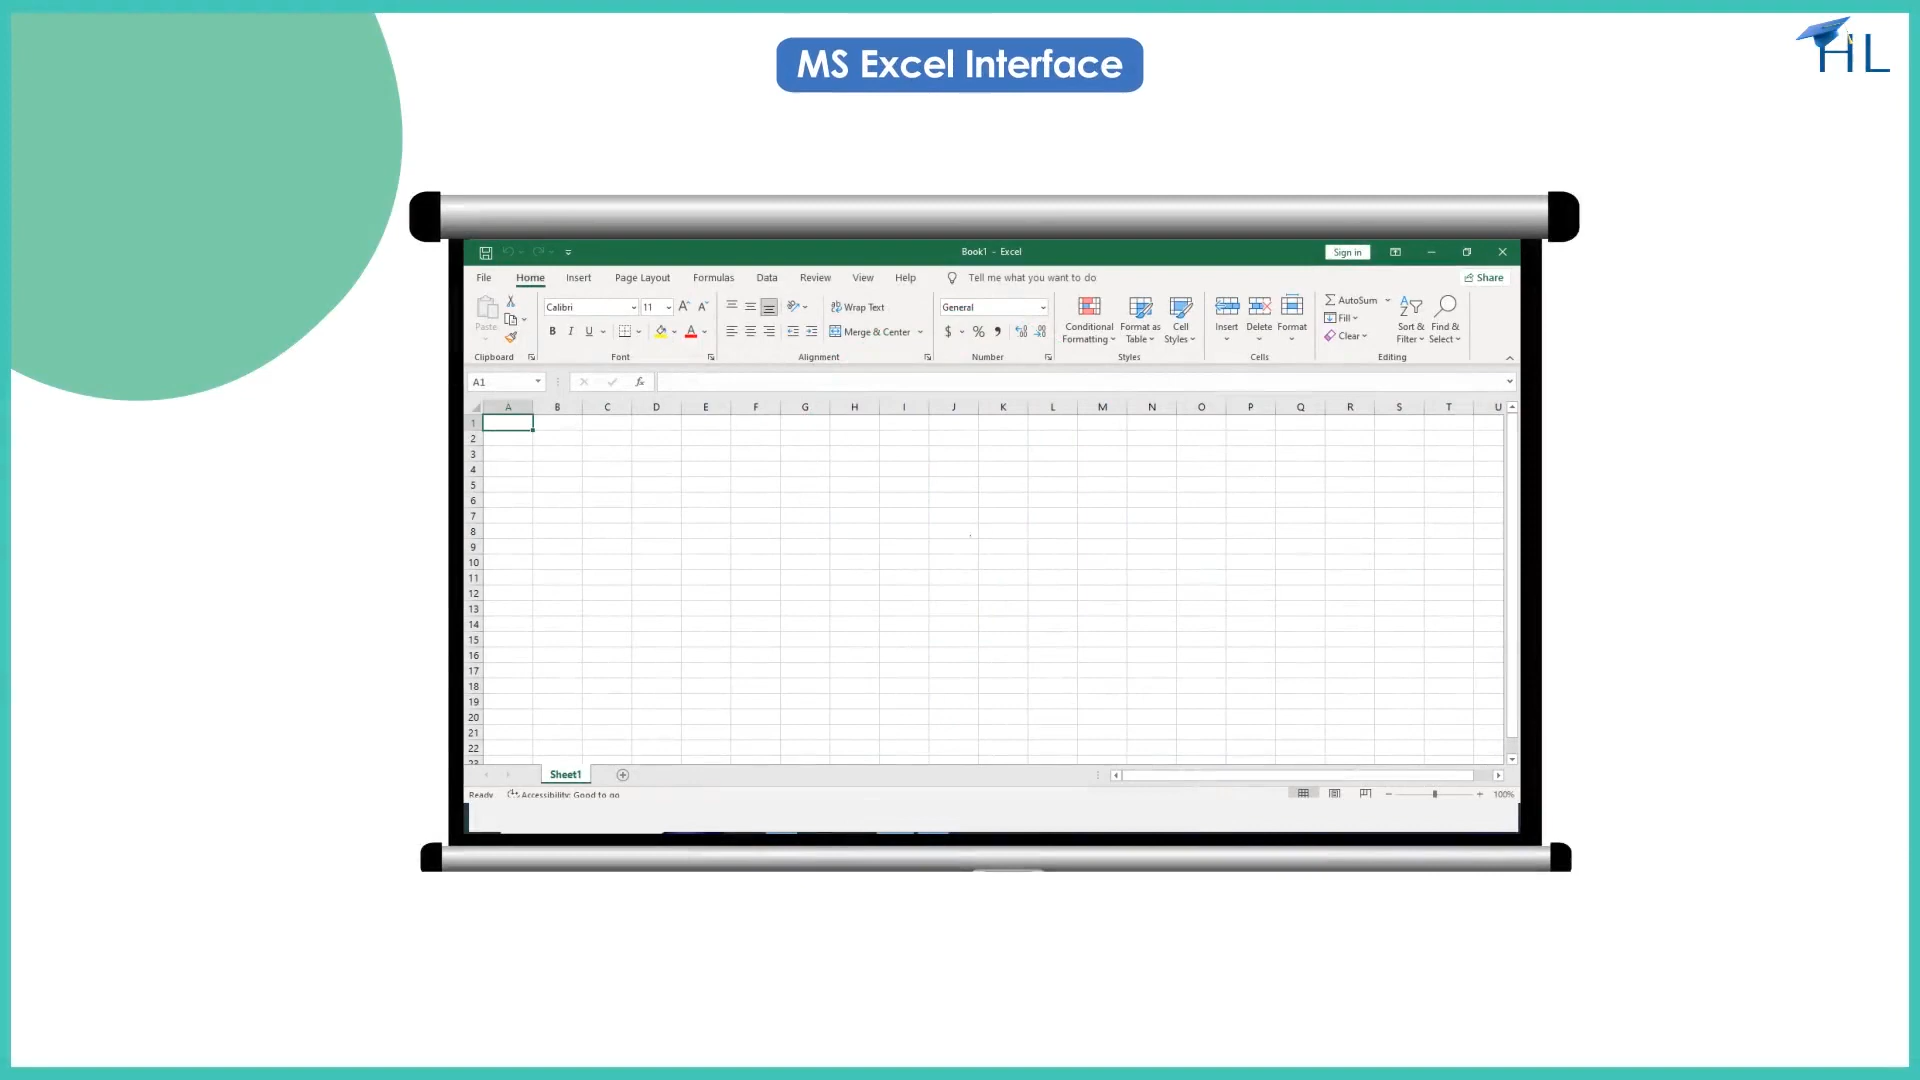 MS Excel Interface
HL
Book1 - Excel
Sign in
File Home Insert Page Layout Formulas Data Review View Help Tell me what you want to do
Share
Paste
Calibri 11
B I U
Wrap Text
Merge & Center
General
$ % ,
Conditional Formatting
Format as Table
Cell Styles
Insert Delete Format
AutoSum
Fill
Clear
Sort & Filter
Find & Select
Clipboard Font Alignment Number Styles Cells Editing
A1 fx
A B C D E F G H I J K L M N O P Q R S T U
1
2
3
4
5
6
7
8
9
10
11
12
13
14
15
16
17
18
19
20
21
22
23
Sheet1
Ready Accessibility: Good to go 100%